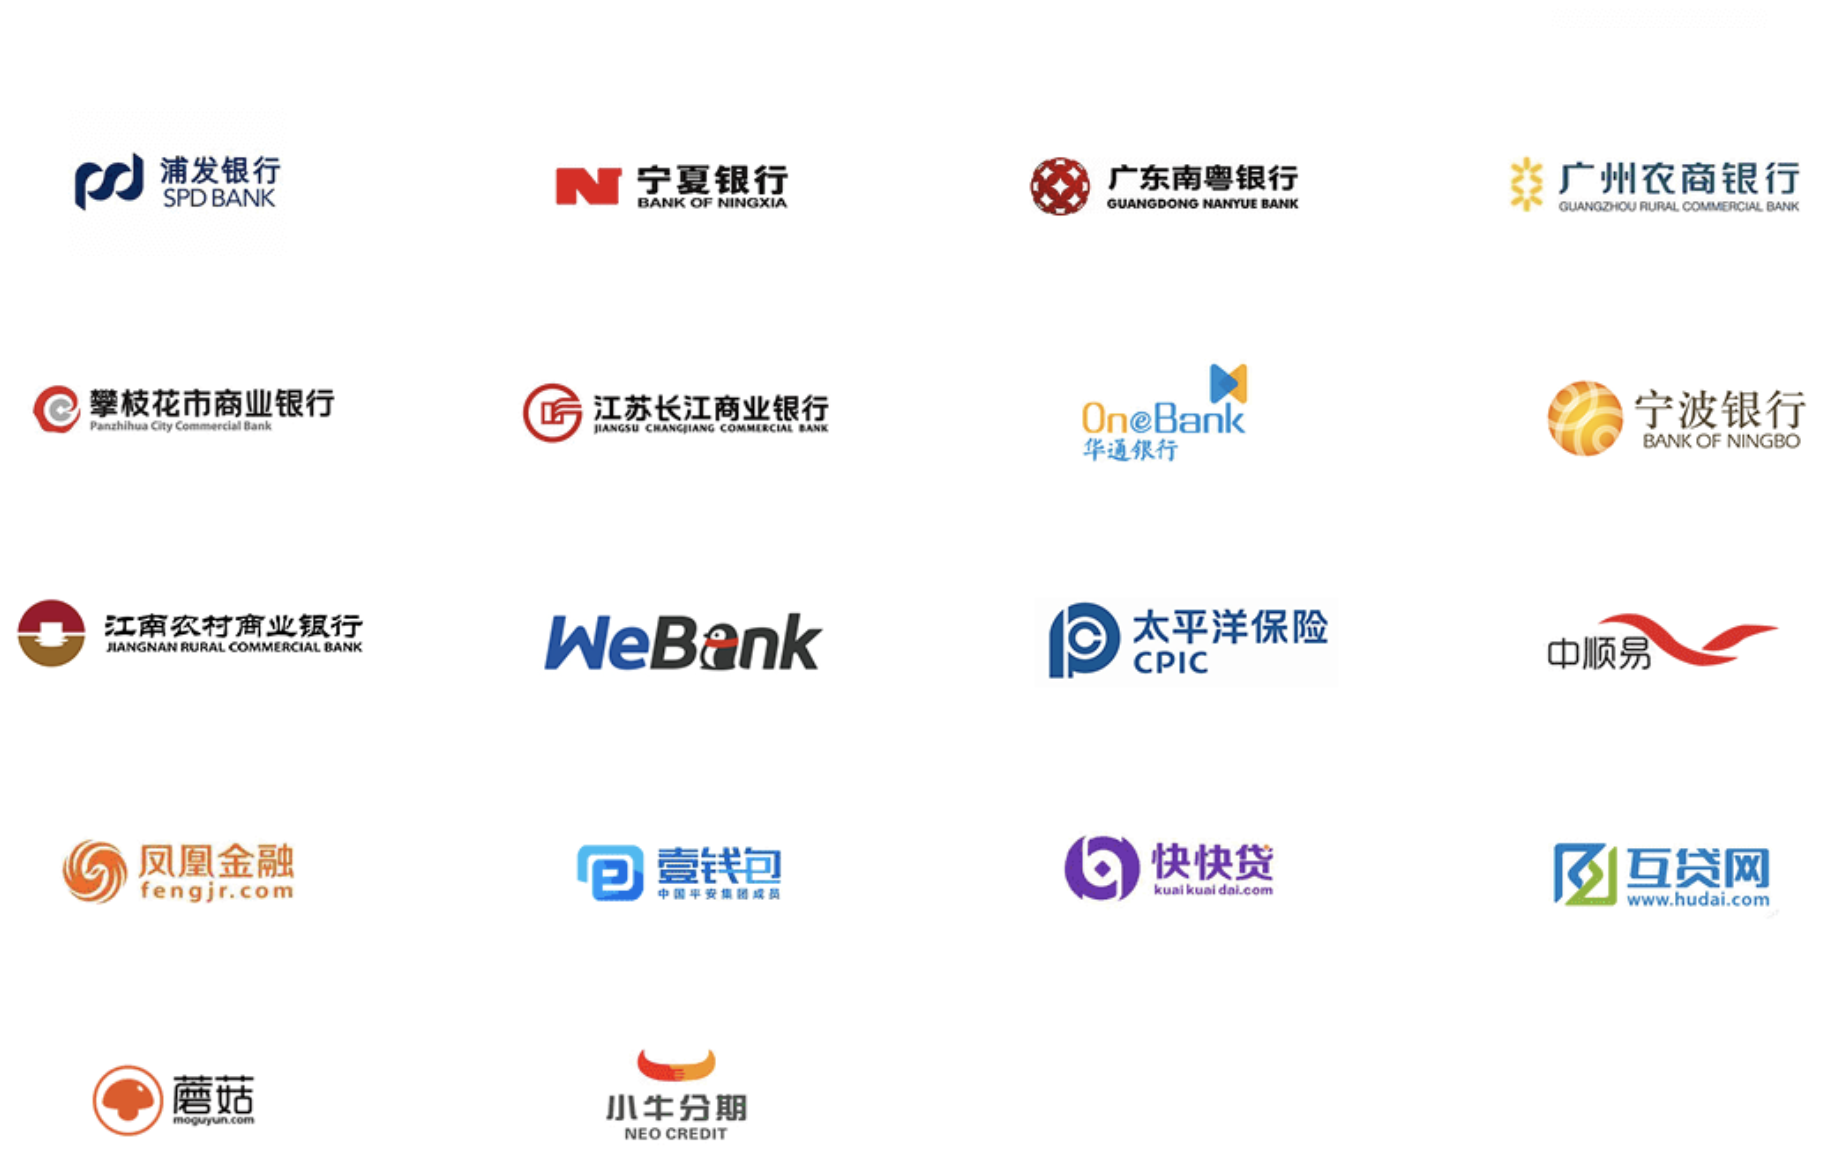 浦发银行
SPD BANK
宁夏银行
BANK OF NINGXIA
广东南粤银行
GUANGDONG NANYUE BANK
广州农商银行
GUANGZHOU RURAL COMMERCIAL BANK
攀枝花市商业银行
Panzhihua City Commercial Bank
江苏长江商业银行
JIANGSU CHANGJIANG COMMERCIAL BANK
OneBank
华通银行
宁波银行
BANK OF NINGBO
江南农村商业银行
JIANGNAN RURAL COMMERCIAL BANK
WeBank
太平洋保险
CPIC
中顺易
凤凰金融
fengjr.com
壹钱包
中国平安集团成员
快快贷
kuaikuaidai.com
互贷网
www.hudai.com
蘑菇
moguyun.com
小牛分期
NEO CREDIT